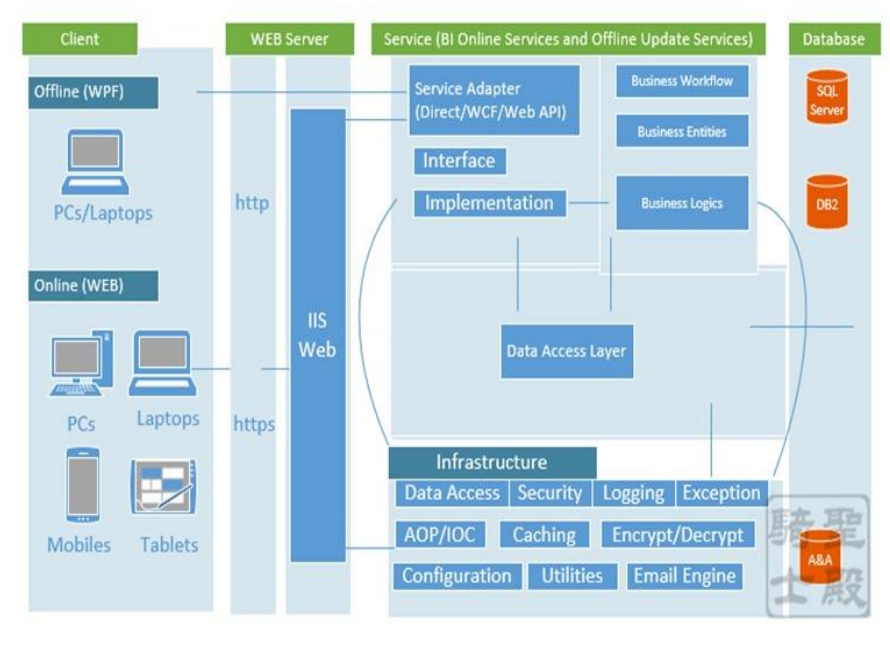 Client
WEB Server
Service (BI Online Services and Offline Update Services)
Database
Offline (WPF)
PCs/Laptops
Online (WEB)
PCs
Laptops
Mobiles
Tablets
http
https
IIS
Web
Service Adapter
(Direct/WCF/Web API)
Interface
Implementation
Business Workflow
Business Entities
Business Logics
Data Access Layer
Infrastructure
Data Access
Security
Logging
Exception
AOP/IOC
Caching
Encrypt/Decrypt
Configuration
Utilities
Email Engine
SQL
Server
DB2
A&A
聖殿
騎士